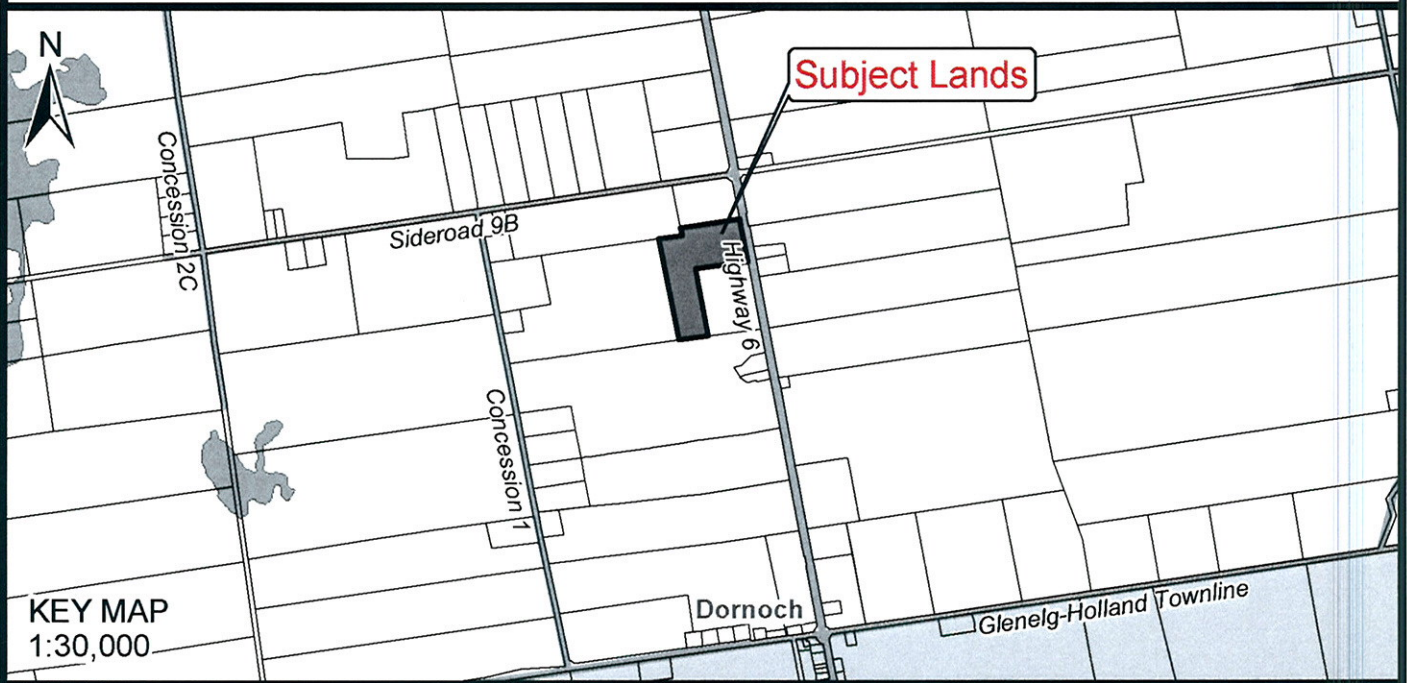 N
Subject Lands
Concession 2C
Sideroad 9B
Highway 6
Concession 1
Dornoch
Glenelg-Holland Townline
KEY MAP
1:30,000